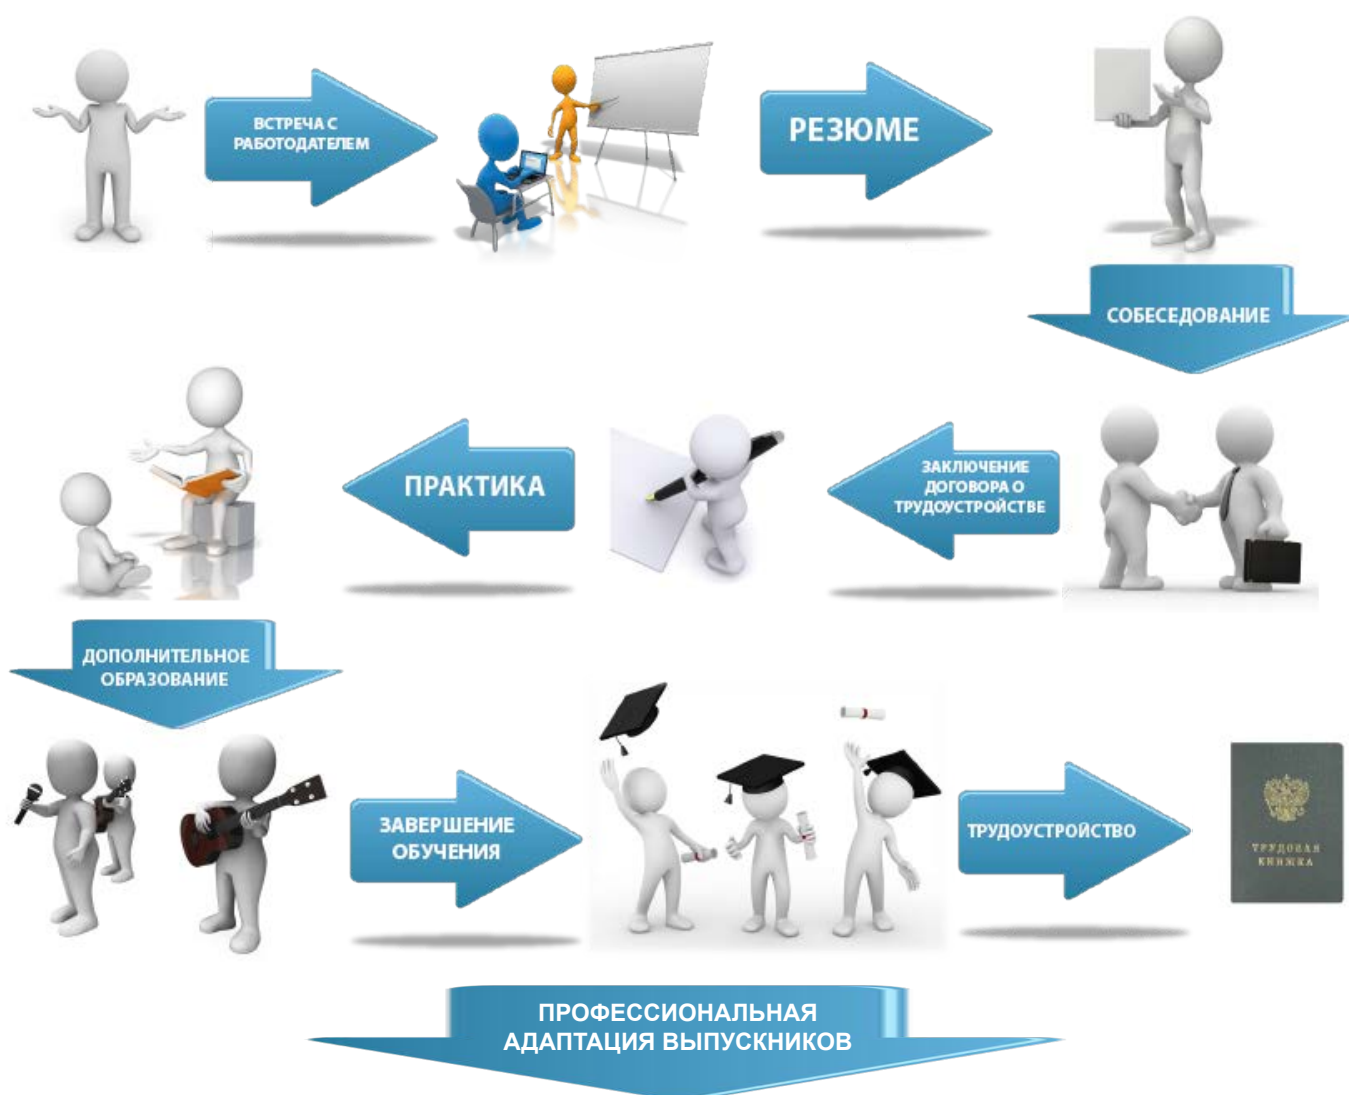 ВСТРЕЧА С
РАБОТОДАТЕЛЕМ
РЕЗЮМЕ
СОБЕСЕДОВАНИЕ
ПРАКТИКА
ЗАКЛЮЧЕНИЕ
ДОГОВОРА О
ТРУДОУСТРОЙСТВЕ
ДОПОЛНИТЕЛЬНОЕ
ОБРАЗОВАНИЕ
ЗАВЕРШЕНИЕ
ОБУЧЕНИЯ
ТРУДОУСТРОЙСТВО
ТРУДОВАЯ
КНИЖКА
ПРОФЕССИОНАЛЬНАЯ
АДАПТАЦИЯ ВЫПУСКНИКОВ